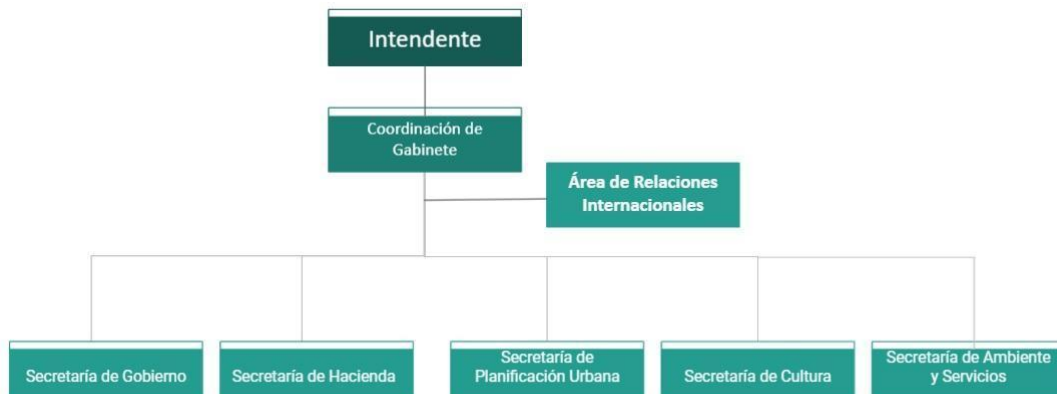 Intendente
Coordinación de
Gabinete
Área de Relaciones
Internacionales
Secretaría de Gobierno
Secretaría de Hacienda
Secretaría de
Planificación Urbana
Secretaría de Cultura
Secretaría de Ambiente
y Servicios